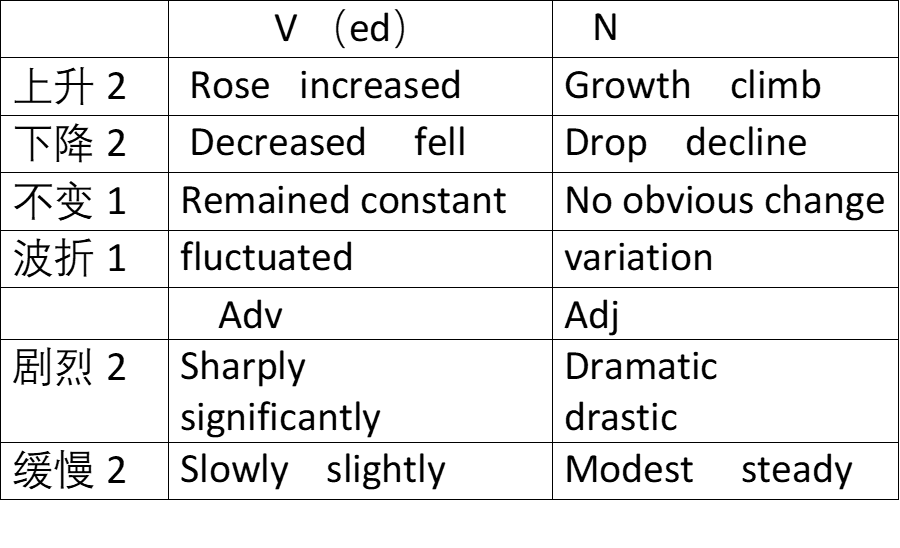 V （ed） N
上升 2 Rose increased Growth climb
下降 2 Decreased fell Drop decline
不变 1 Remained constant No obvious change
波折 1 fluctuated variation
Adv Adj
剧烈 2 Sharply Dramatic
significantly drastic
缓慢 2 Slowly slightly Modest steady